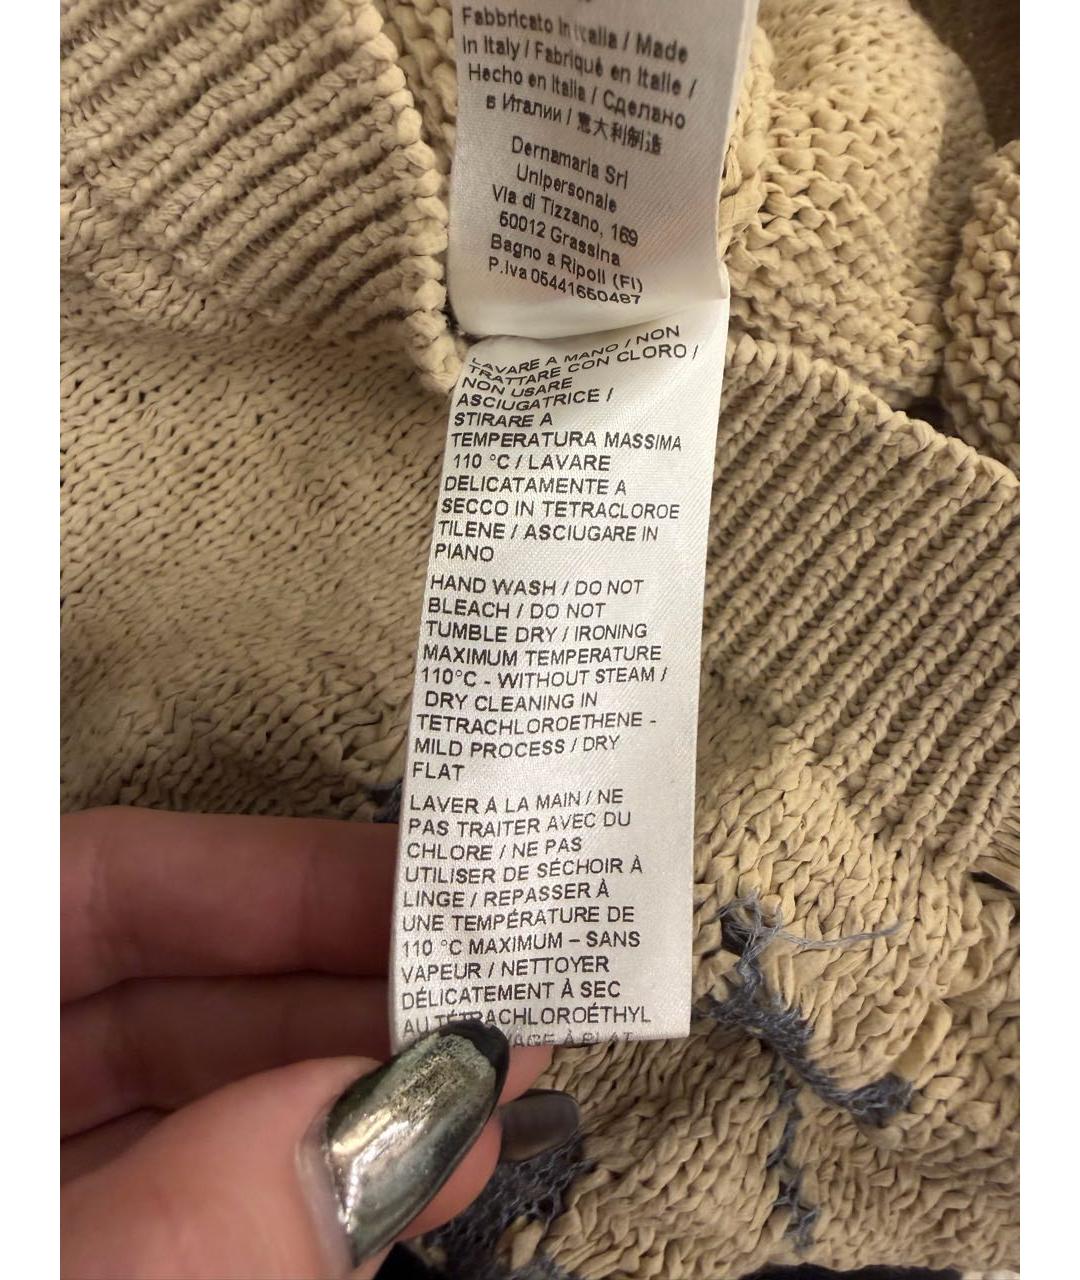 Fabbricato in Italia / Made
in Italy / Fabriqué en Italie /
Hecho en Italia / Сделано
в Италии / 意大利制造
Dernamaria Srl
Unipersonale
Via di Tizzano, 169
50012 Grassina
Bagno a Ripoli (FI)
P.Iva 05441650487
LAVARE A MANO / NON
TRATTARE CON CLORO /
NON USARE
ASCIUGATRICE /
STIRARE A
TEMPERATURA MASSIMA
110 °C / LAVARE
DELICATAMENTE A
SECCO IN TETRACLOROE
TILENE / ASCIUGARE IN
PIANO
HAND WASH / DO NOT
BLEACH / DO NOT
TUMBLE DRY / IRONING
MAXIMUM TEMPERATURE
110°C - WITHOUT STEAM /
DRY CLEANING IN
TETRACHLOROETHENE -
MILD PROCESS / DRY
FLAT
LAVER À LA MAIN / NE
PAS TRAITER AVEC DU
CHLORE / NE PAS
UTILISER DE SÉCHOIR À
LINGE / REPASSER À
UNE TEMPÉRATURE DE
110 °C MAXIMUM – SANS
VAPEUR / NETTOYER
DÉLICATEMENT À SEC
AU TÉTRACHLOROÉTHYL
À PLAT